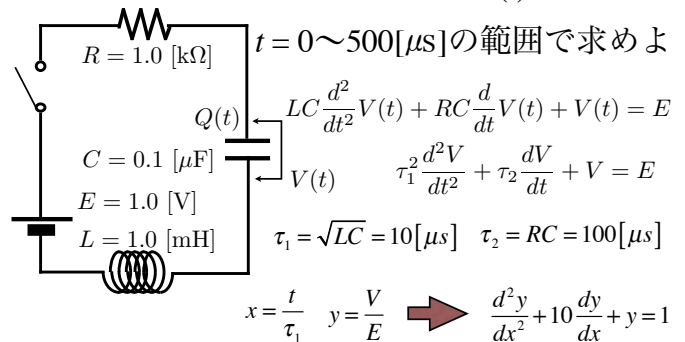 R = 1.0 [kΩ]
t = 0〜500[μs]の範囲で求めよ
Q(t)
C = 0.1 [μF]
V(t)
E = 1.0 [V]
L = 1.0 [mH]
LC d²/dt² V(t) + RC d/dt V(t) + V(t) = E
τ₁² d²V/dt² + τ₂ dV/dt + V = E
τ₁ = √LC = 10[μs] τ₂ = RC = 100[μs]
x = t/τ₁ y = V/E d²y/dx² + 10 dy/dx + y = 1